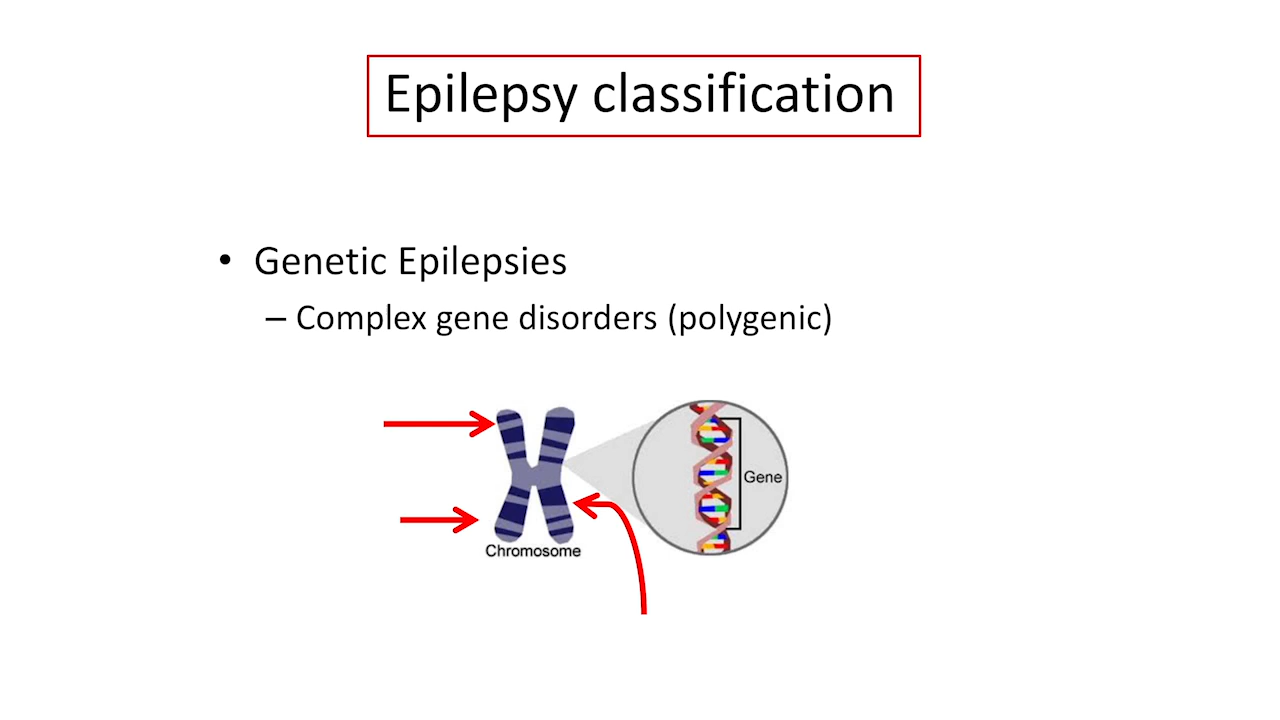 Epilepsy classification
• Genetic Epilepsies
– Complex gene disorders (polygenic)
Gene
Chromosome